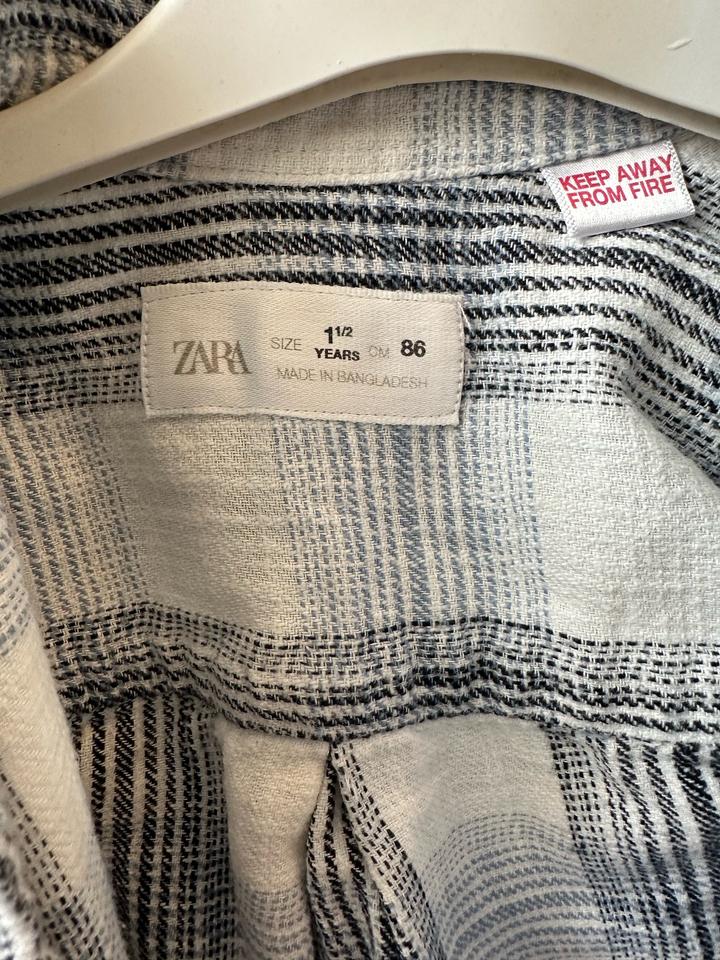 KEEP AWAY
FROM FIRE
ZARA
SIZE 1 1/2 YEARS CM 86
MADE IN BANGLADESH